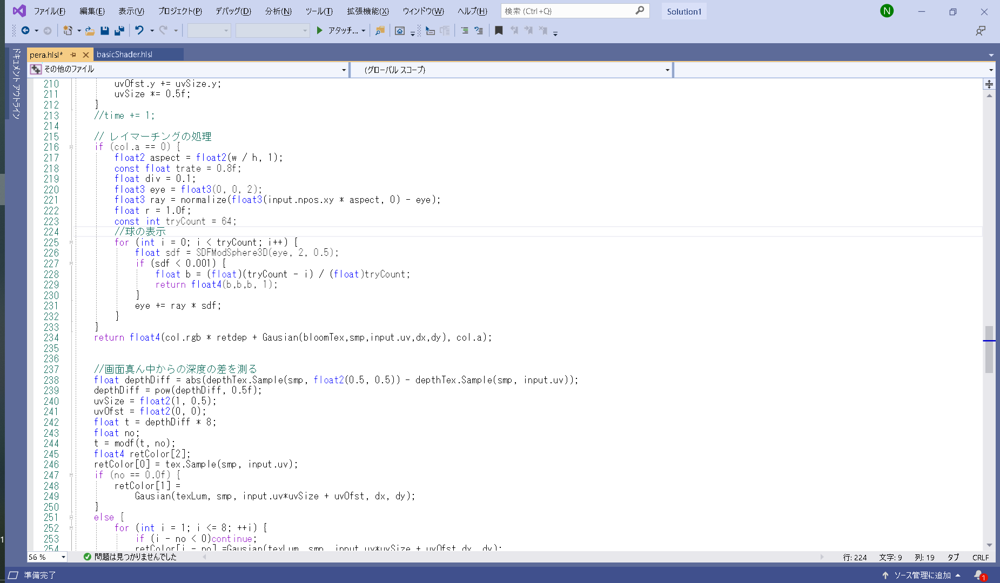 ファイル(F) 編集(E) 表示(V) プロジェクト(P) デバッグ(D) 分析(N) ツール(T) 拡張機能(X) ウィンドウ(W) ヘルプ(H) 検索 (Ctrl+Q) Solution1 N
アタッチ...
ドキュメント アウトライン
pera.hlsl* basicShader.hlsl
その他のファイル (グローバル スコープ)
210 uvOfst.y += uvSize.y;
211 uvSize *= 0.5f;
212 }
213 //time += 1;
214
215 // レイマーチングの処理
216 if (col.a == 0) {
217 float2 aspect = float2(w / h, 1);
218 const float trate = 0.8f;
219 float div = 0.1;
220 float3 eye = float3(0, 0, 2);
221 float3 ray = normalize(float3(input.npos.xy * aspect, 0) - eye);
222 float r = 1.0f;
223 const int tryCount = 64;
224 //球の表示
225 for (int i = 0; i < tryCount; i++) {
226 float sdf = SDFModSphere3D(eye, 2, 0.5);
227 if (sdf < 0.001) {
228 float b = (float)(tryCount - i) / (float)tryCount;
229 return float4(b,b,b, 1);
230 }
231 eye += ray * sdf;
232 }
233 }
234 return float4(col.rgb * retdep + Gausian(bloomTex,smp,input.uv,dx,dy), col.a);
235
236
237 //画面真ん中からの深度の差を測る
238 float depthDiff = abs(depthTex.Sample(smp, float2(0.5, 0.5)) - depthTex.Sample(smp, input.uv));
239 depthDiff = pow(depthDiff, 0.5f);
240 uvSize = float2(1, 0.5);
241 uvOfst = float2(0, 0);
242 float t = depthDiff * 8;
243 float no;
244 t = modf(t, no);
245 float4 retColor[2];
246 retColor[0] = tex.Sample(smp, input.uv);
247 if (no == 0.0f) {
248 retColor[1] =
249 Gausian(texLum, smp, input.uv*uvSize + uvOfst, dx, dy);
250 }
251 else {
252 for (int i = 1; i <= 8; ++i) {
253 if (i - no < 0)continue;
254 retColor[i - no] =Gausian(texLum, smp, input.uv*uvSize + uvOfst,dx, dy);
56 % 問題は見つかりませんでした 行: 224 文字: 9 列: 19 タブ CRLF
準備完了 ソース管理に追加 1